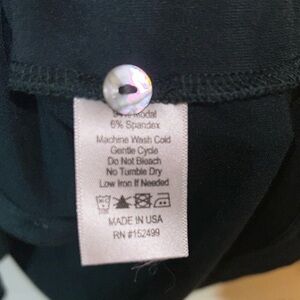 Modal
6% Spandex
Machine Wash Cold
Gentle Cycle
Do Not Bleach
No Tumble Dry
Low Iron If Needed
MADE IN USA
RN #152499